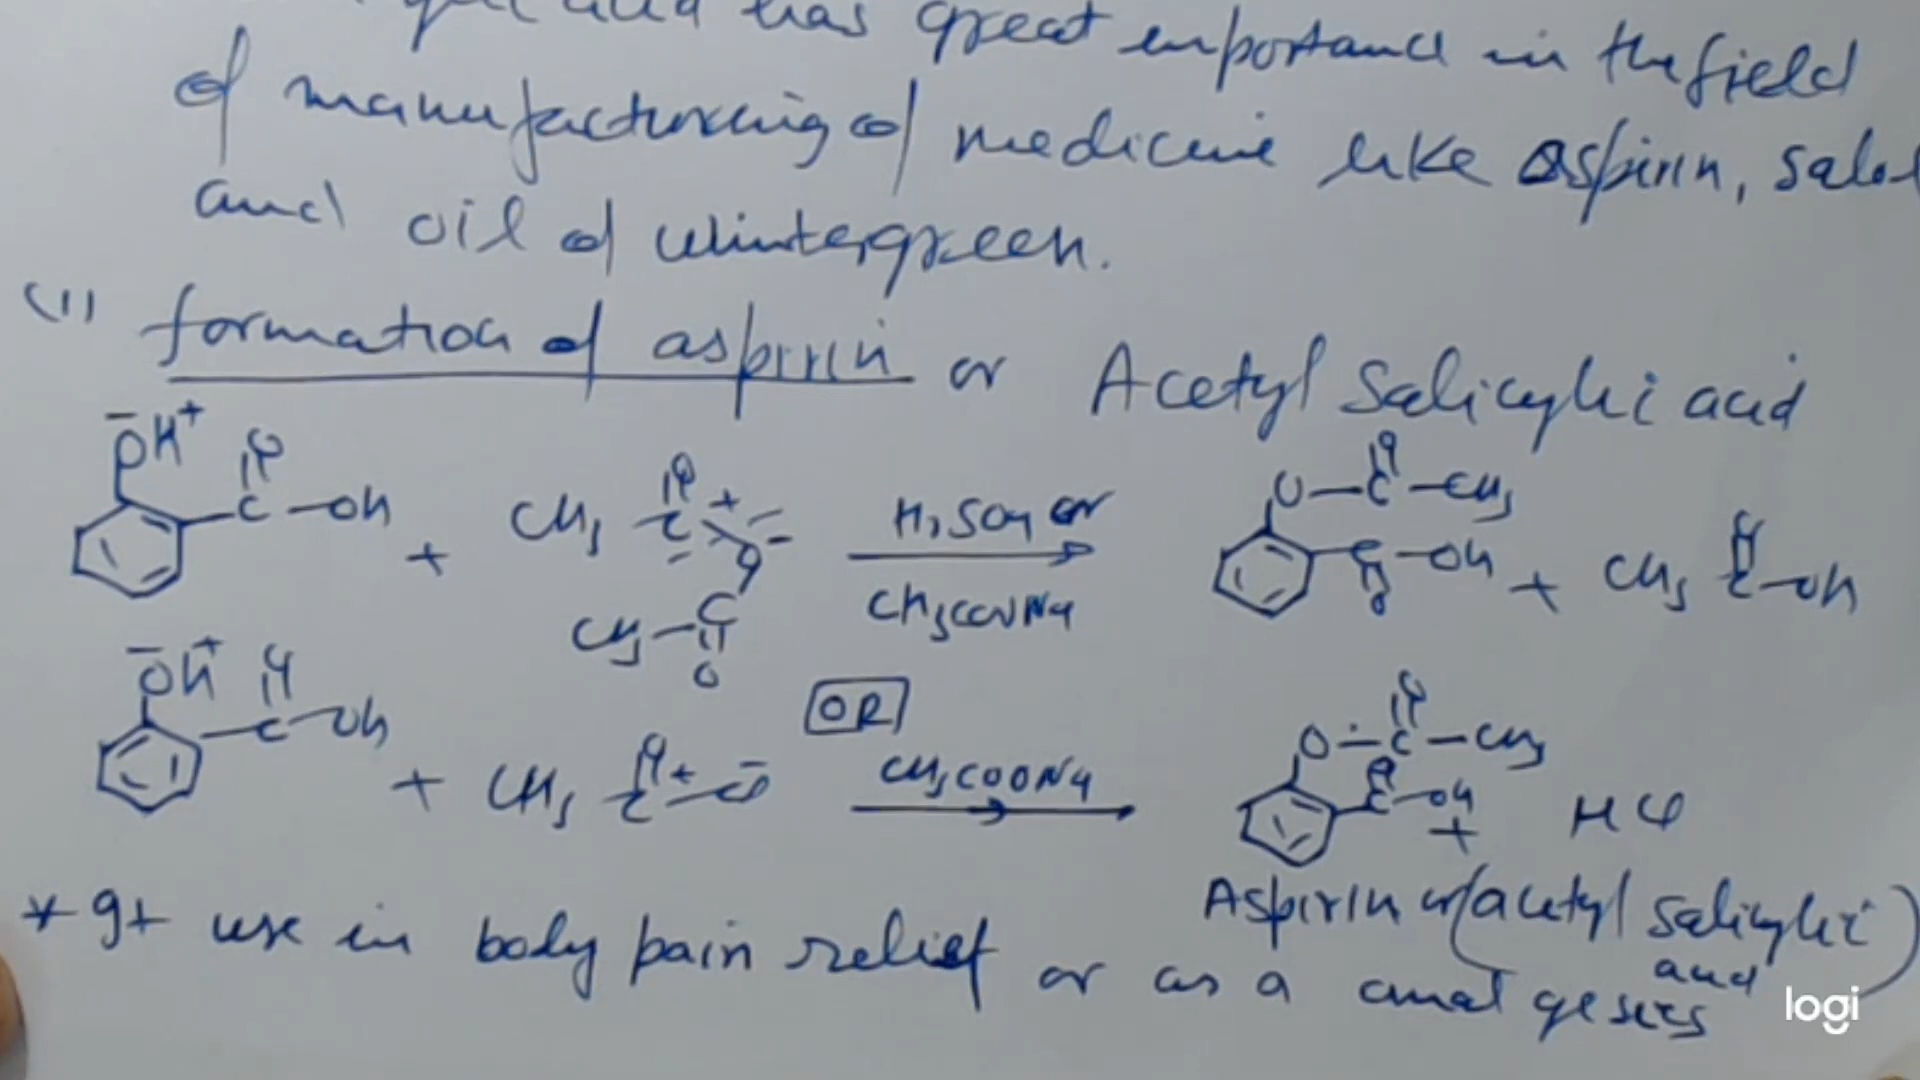 acid has great importance in the field
of manufacturing of medicine like aspirin, salol
and oil of wintergreen.
(1) formation of aspirin or Acetyl Salicylic acid
OH+ O
C-OH + CH3 C O H2SO4 or O-C-CH3
CH3COONa C-OH + CH3 C-OH
CH3-C
O
OH+ O OR
C-OH + CH3 C-Cl CH3COONa O-C-CH3
C-OH + HCl
Aspirin or (acetyl salicylic acid)
* It use in body pain relief or as a analgesics
logi